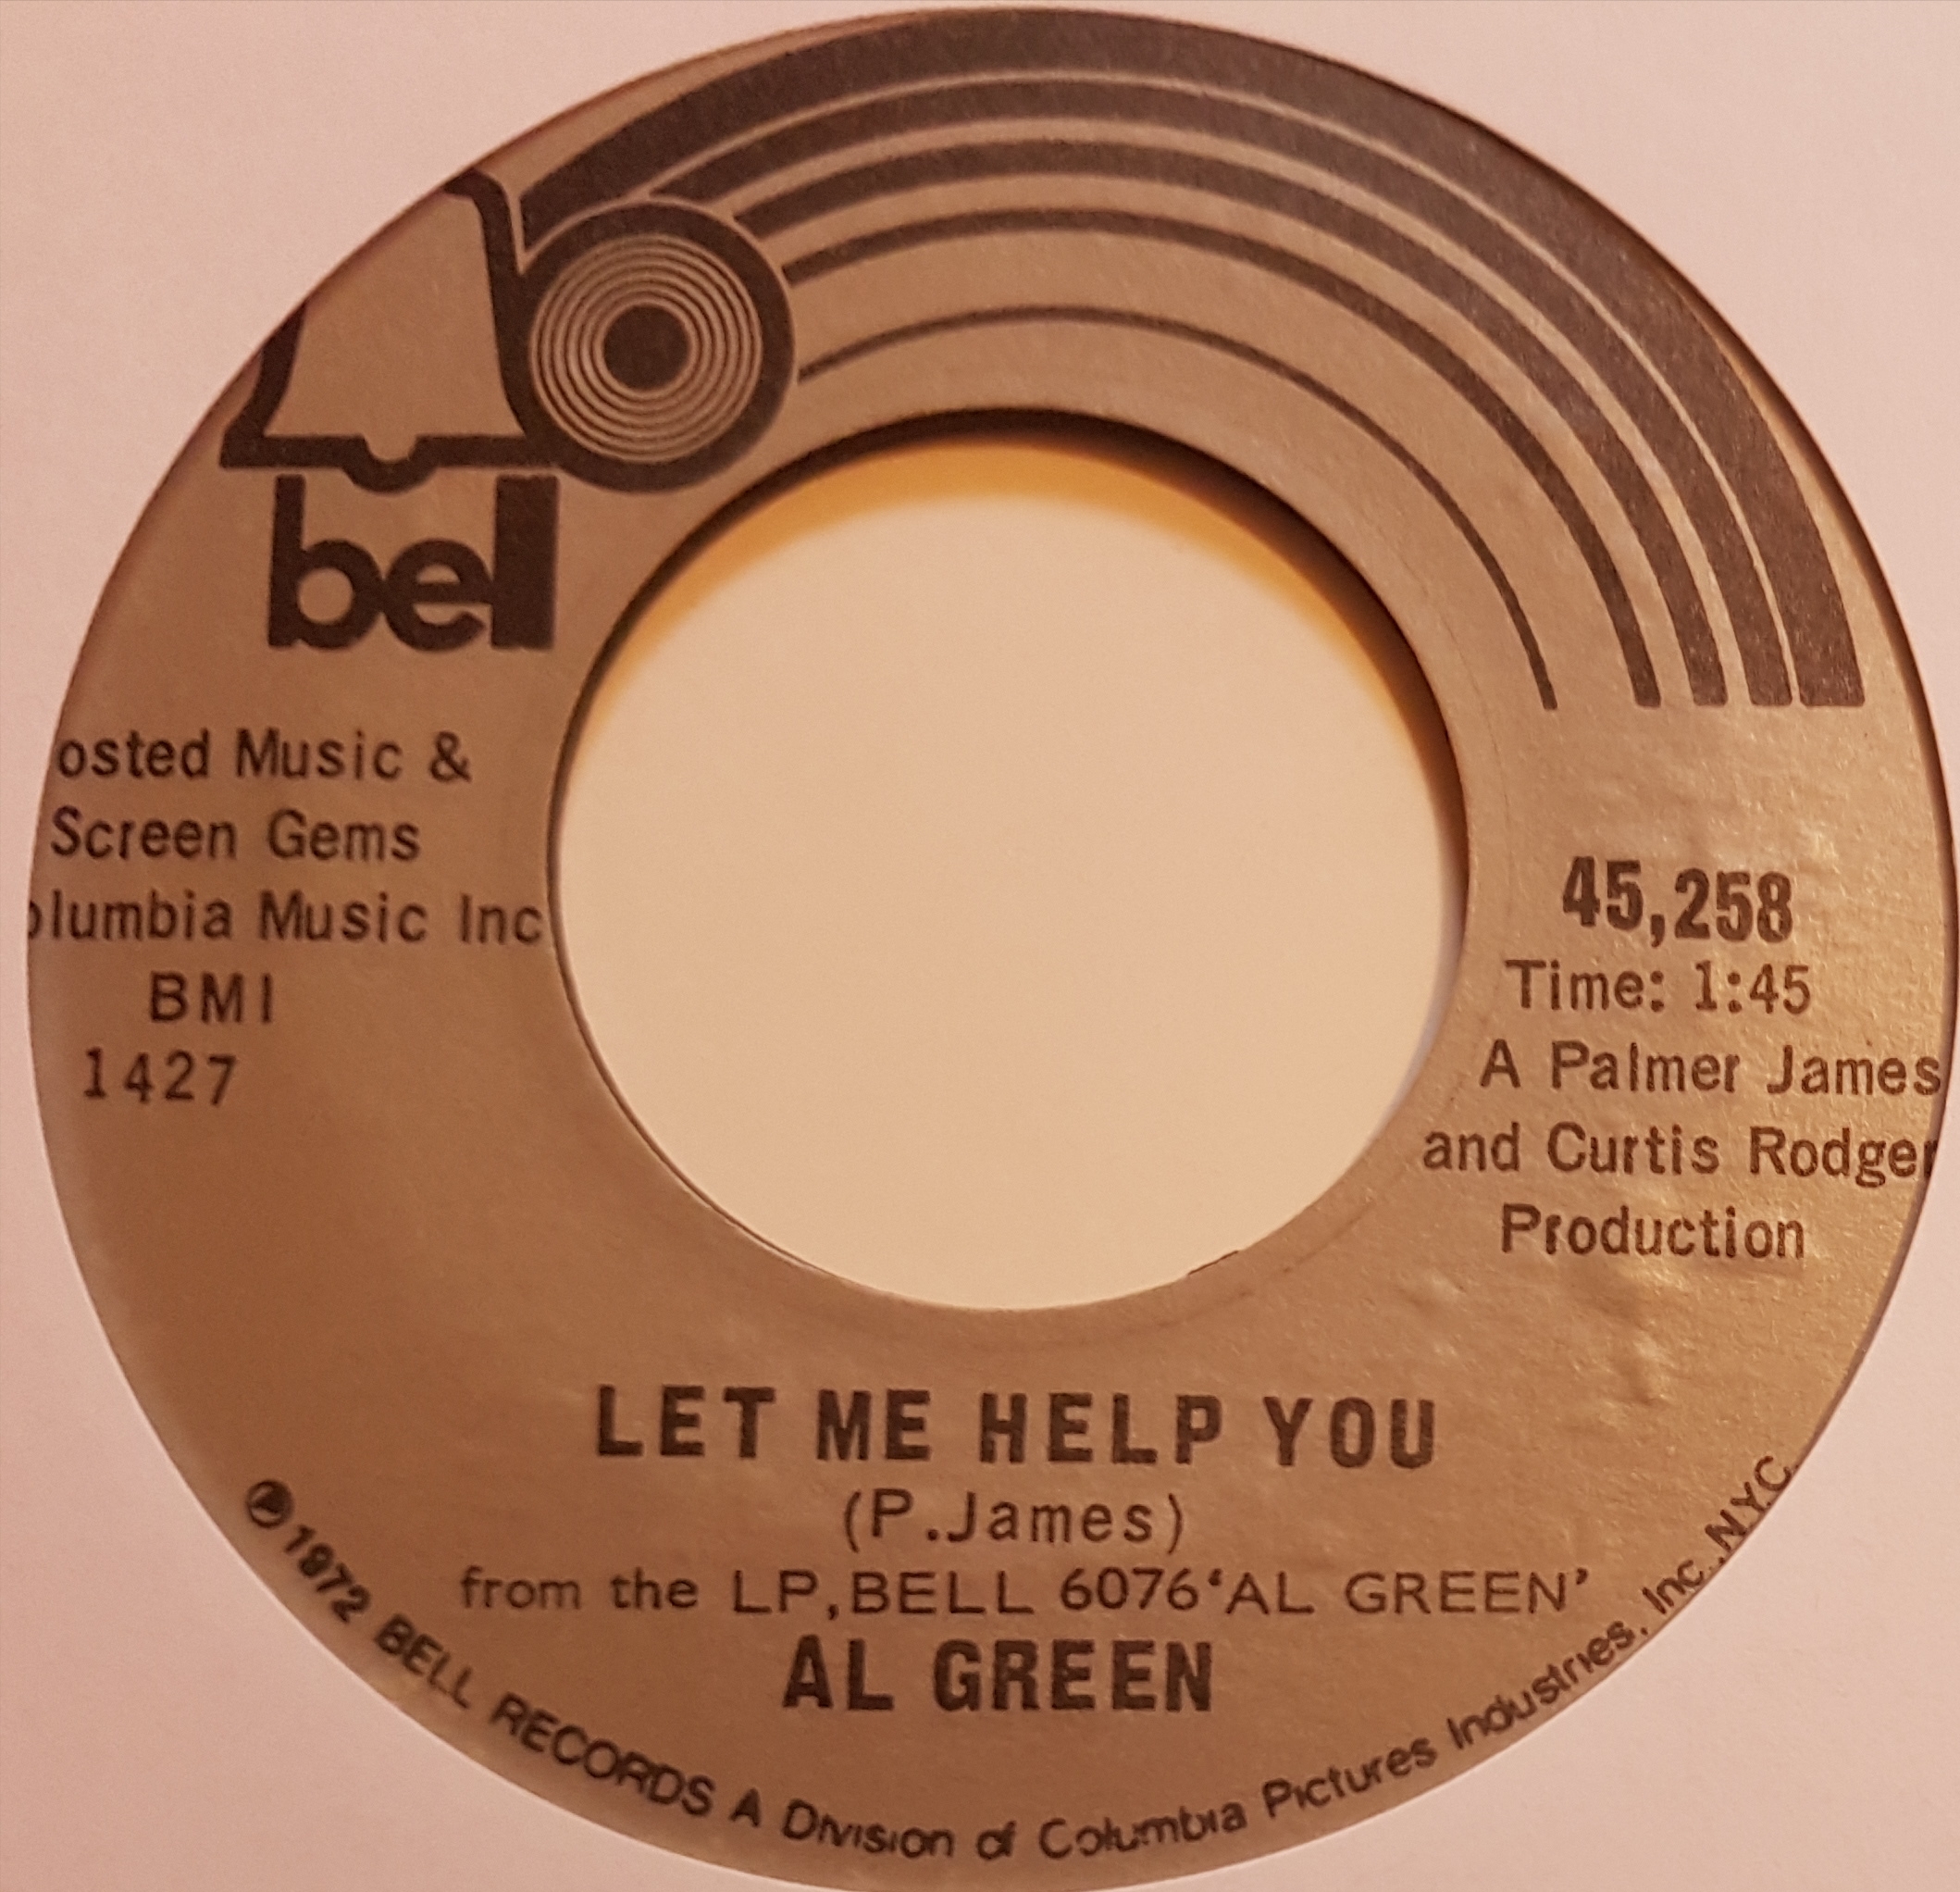 bell
osted Music &
Screen Gems
olumbia Music Inc
BMI
1427
45,258
Time: 1:45
A Palmer James
and Curtis Rodger
Production
LET ME HELP YOU
(P.James)
from the LP,BELL 6076‘AL GREEN’
AL GREEN
℗ 1972 BELL RECORDS A Division of Columbia Pictures Industries, Inc., N.Y.C.